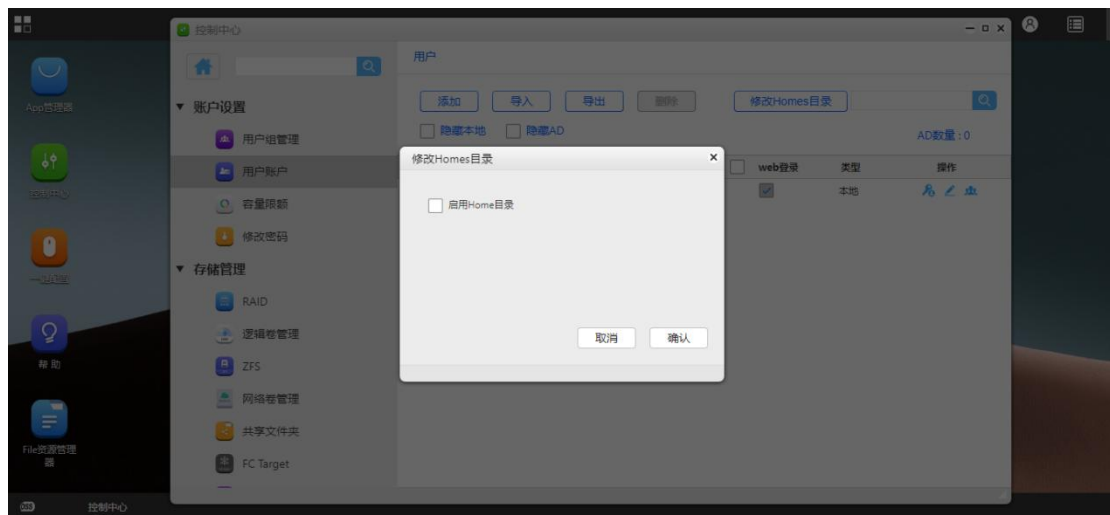 控制中心
用户
App管理器
添加
导入
导出
删除
修改Homes目录
账户设置
隐藏本地
隐藏AD
AD数量 : 0
用户组管理
修改Homes目录
用户账户
web登录
类型
操作
本地
控制中心
容量限额
启用Home目录
修改密码
存储管理
RAID
逻辑卷管理
取消
确认
帮 助
ZFS
网络卷管理
共享文件夹
File资源管理
器
FC Target
控制中心